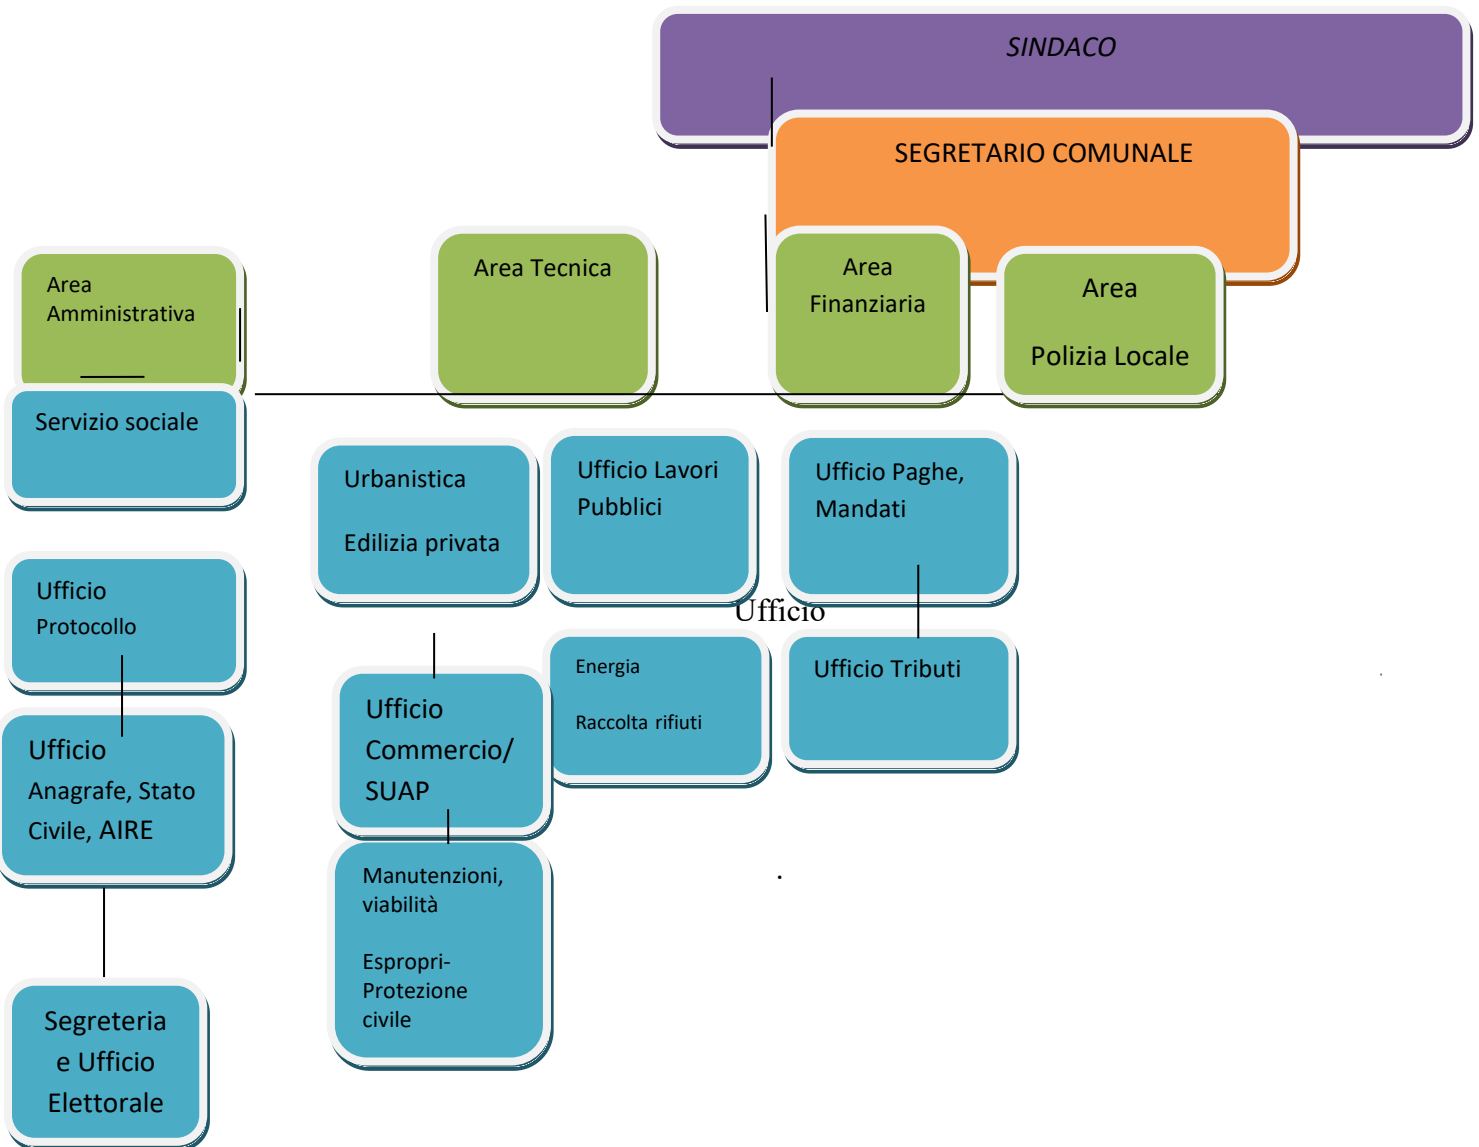 SINDACO
SEGRETARIO COMUNALE
Area
Amministrativa
Area Tecnica
Area
Finanziaria
Area
Polizia Locale
Servizio sociale
Urbanistica
Edilizia privata
Ufficio Lavori
Pubblici
Ufficio Paghe,
Mandati
Ufficio
Protocollo
Ufficio
Energia
Raccolta rifiuti
Ufficio Tributi
Ufficio
Anagrafe, Stato
Civile, AIRE
Ufficio
Commercio/
SUAP
Manutenzioni,
viabilità
Espropri-
Protezione
civile
.
Segreteria
e Ufficio
Elettorale